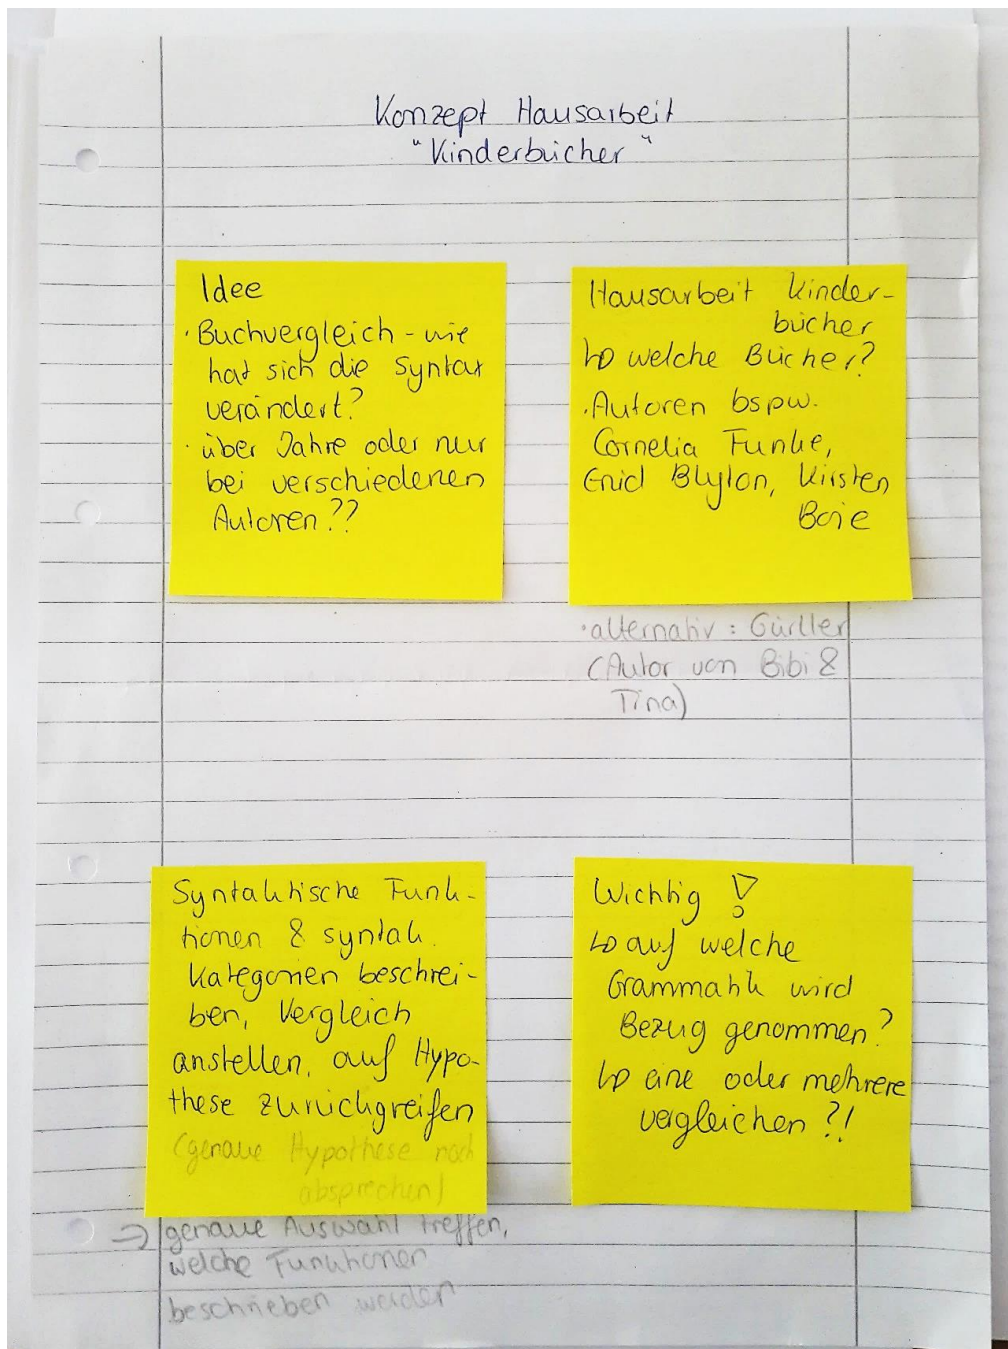 Konzept Hausarbeit
"Kinderbücher"
Idee
· Buchvergleich - wie
hat sich die Syntax
verändert?
· über Jahre oder nur
bei verschiedenen
Autoren??
Hausarbeit Kinder-
bücher
↳ welche Bücher?
· Autoren bspw.
Cornelia Funke,
Enid Blyton, Kirsten
Boie
· alternativ: Gürtler
(Autor von Bibi &
Tina)
Syntaktische Funk-
tionen & syntak.
Kategorien beschrei-
ben, Vergleich
anstellen, auf Hypo-
these zurückgreifen
(genaue Hypothese noch
absprechen)
⇒ genaue Auswahl treffen,
welche Funktionen
beschrieben werden
Wichtig !
↳ auf welche
Grammatik wird
Bezug genommen?
↳ eine oder mehrere
vergleichen?!